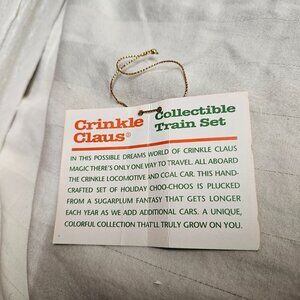 Crinkle Claus®
Collectible Train Set
IN THIS POSSIBLE DREAMS WORLD OF CRINKLE CLAUS
MAGIC THERE'S ONLY ONE WAY TO TRAVEL. ALL ABOARD
THE CRINKLE LOCOMOTIVE AND COAL CAR. THIS HAND-
CRAFTED SET OF HOLIDAY CHOO-CHOOS IS PLUCKED
FROM A SUGARPLUM FANTASY THAT GETS LONGER
EACH YEAR AS WE ADD ADDITIONAL CARS. A UNIQUE,
COLORFUL COLLECTION THAT'LL TRULY GROW ON YOU.